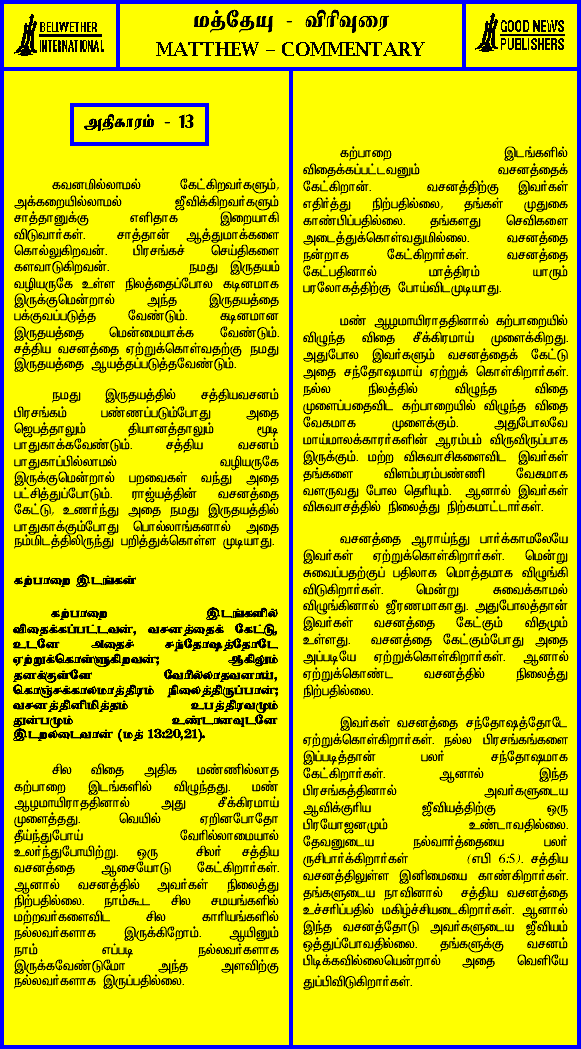 BELLWETHER
INTERNATIONAL
மத்தேயு - விரிவுரை
MATTHEW – COMMENTARY
GOOD NEWS
PUBLISHERS
அதிகாரம் - 13
கவனமில்லாமல் கேட்கிறவர்களும்,
அக்கறையில்லாமல் ஜீவிக்கிறவர்களும்
சாத்தானுக்கு எளிதாக இறையாகி
விடுவார்கள். சாத்தான் ஆத்துமாக்களை
கொல்லுகிறவன். பிரசங்கச் செய்திகளை
களவாடுகிறவன். நமது இருதயம்
வழியருகே உள்ள நிலத்தைப்போல கடினமாக
இருக்குமென்றால் அந்த இருதயத்தை
பக்குவப்படுத்த வேண்டும். கடினமான
இருதயத்தை மென்மையாக்க வேண்டும்.
சத்திய வசனத்தை ஏற்றுக்கொள்வதற்கு நமது
இருதயத்தை ஆயத்தப்படுத்தவேண்டும்.
நமது இருதயத்தில் சத்தியவசனம்
பிரசங்கம் பண்ணப்படும்போது அதை
ஜெபத்தாலும் தியானத்தாலும் மூடி
பாதுகாக்கவேண்டும். சத்திய வசனம்
பாதுகாப்பில்லாமல் வழியருகே
இருக்குமென்றால் பறவைகள் வந்து அதை
பட்சித்துப்போடும். ராஜ்யத்தின் வசனத்தை
கேட்டு, உணர்ந்து அதை நமது இருதயத்தில்
பாதுகாக்கும்போது பொல்லாங்கனால் அதை
நம்மிடத்திலிருந்து பறித்துக்கொள்ள முடியாது.
கற்பாறை இடங்கள்
கற்பாறை இடங்களில்
விதைக்கப்பட்டவன், வசனத்தைக் கேட்டு,
உடனே அதைச் சந்தோஷத்தோடே
ஏற்றுக்கொள்ளுகிறவன்; ஆகிலும்
தனக்குள்ளே வேரில்லாதவனாய்,
கொஞ்சக்காலமாத்திரம் நிலைத்திருப்பான்;
வசனத்தினிமித்தம் உபத்திரவமும்
துன்பமும் உண்டானவுடனே
இடறலடைவான் (மத் 13:20,21).
சில விதை அதிக மண்ணில்லாத
கற்பாறை இடங்களில் விழுந்தது. மண்
ஆழமாயிராததினால் அது சீக்கிரமாய்
முளைத்தது. வெயில் ஏறினபோதோ
தீய்ந்துபோய் வேரில்லாமையால்
உலர்ந்துபோயிற்று. ஒரு சிலர் சத்திய
வசனத்தை ஆசையோடு கேட்கிறார்கள்.
ஆனால் வசனத்தில் அவர்கள் நிலைத்து
நிற்பதில்லை. நாம்கூட சில சமயங்களில்
மற்றவர்களைவிட சில காரியங்களில்
நல்லவர்களாக இருக்கிறோம். ஆயினும்
நாம் எப்படி நல்லவர்களாக
இருக்கவேண்டுமோ அந்த அளவிற்கு
நல்லவர்களாக இருப்பதில்லை.
கற்பாறை இடங்களில்
விதைக்கப்பட்டவனும் வசனத்தைக்
கேட்கிறான். வசனத்திற்கு இவர்கள்
எதிர்த்து நிற்பதில்லை, தங்கள் முதுகை
காண்பிப்பதில்லை. தங்களது செவிகளை
அடைத்துக்கொள்வதுமில்லை. வசனத்தை
நன்றாக கேட்கிறார்கள். வசனத்தை
கேட்பதினால் மாத்திரம் யாரும்
பரலோகத்திற்கு போய்விடமுடியாது.
மண் ஆழமாயிராததினால் கற்பாறையில்
விழுந்த விதை சீக்கிரமாய் முளைக்கிறது.
அதுபோல இவர்களும் வசனத்தைக் கேட்டு
அதை சந்தோஷமாய் ஏற்றுக் கொள்கிறார்கள்.
நல்ல நிலத்தில் விழுந்த விதை
முளைப்பதைவிட கற்பாறையில் விழுந்த விதை
வேகமாக முளைக்கும். அதுபோலவே
மாய்மாலக்காரர்களின் ஆரம்பம் விருவிருப்பாக
இருக்கும். மற்ற விசுவாசிகளைவிட இவர்கள்
தங்களை விளம்பரம்பண்ணி வேகமாக
வளருவது போல தெரியும். ஆனால் இவர்கள்
விசுவாசத்தில் நிலைத்து நிற்கமாட்டார்கள்.
வசனத்தை ஆராய்ந்து பார்க்காமலேயே
இவர்கள் ஏற்றுக்கொள்கிறார்கள். மென்று
சுவைப்பதற்குப் பதிலாக மொத்தமாக விழுங்கி
விடுகிறார்கள். மென்று சுவைக்காமல்
விழுங்கினால் ஜீரணமாகாது. அதுபோலத்தான்
இவர்கள் வசனத்தை கேட்கும் விதமும்
உள்ளது. வசனத்தை கேட்கும்போது அதை
அப்படியே ஏற்றுக்கொள்கிறார்கள். ஆனால்
ஏற்றுக்கொண்ட வசனத்தில் நிலைத்து
நிற்பதில்லை.
இவர்கள் வசனத்தை சந்தோஷத்தோடே
ஏற்றுக்கொள்கிறார்கள். நல்ல பிரசங்கங்களை
இப்படித்தான் பலர் சந்தோஷமாக
கேட்கிறார்கள். ஆனால் இந்த
பிரசங்கத்தினால் அவர்களுடைய
ஆவிக்குரிய ஜீவியத்திற்கு ஒரு
பிரயோஜனமும் உண்டாவதில்லை.
தேவனுடைய நல்வார்த்தையை பலர்
ருசிபார்க்கிறார்கள் (எபி 6:5). சத்திய
வசனத்திலுள்ள இனிமையை காண்கிறார்கள்.
தங்களுடைய நாவினால் சத்திய வசனத்தை
உச்சரிப்பதில் மகிழ்ச்சியடைகிறார்கள். ஆனால்
இந்த வசனத்தோடு அவர்களுடைய ஜீவியம்
ஒத்துப்போவதில்லை. தங்களுக்கு வசனம்
பிடிக்கவில்லையென்றால் அதை வெளியே
துப்பிவிடுகிறார்கள்.